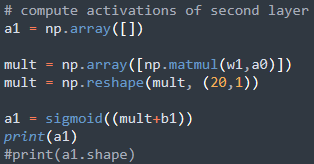 # compute activations of second layer
a1 = np.array([])
mult = np.array([np.matmul(w1,a0)])
mult = np.reshape(mult, (20,1))
a1 = sigmoid((mult+b1))
print(a1)
#print(a1.shape)